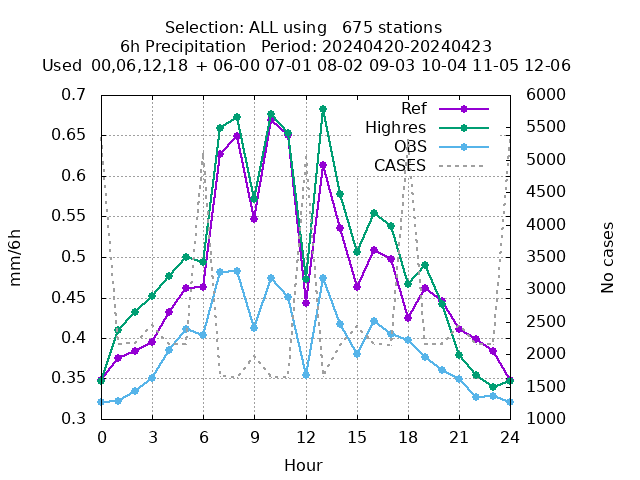 Selection: ALL using   675 stations
6h Precipitation   Period: 20240420-20240423
Used  00,06,12,18  + 06-00 07-01 08-02 09-03  10-04 11-05 12-06
0.7
0.65
0.6
0.55
0.5
0.45
0.4
0.35
0.3
mm/6h
Ref
Highres
OBS
CASES
6000
5500
5000
4500
4000
3500
3000
2500
2000
1500
1000
No cases
0 3 6 9 12 15 18 21 24
Hour